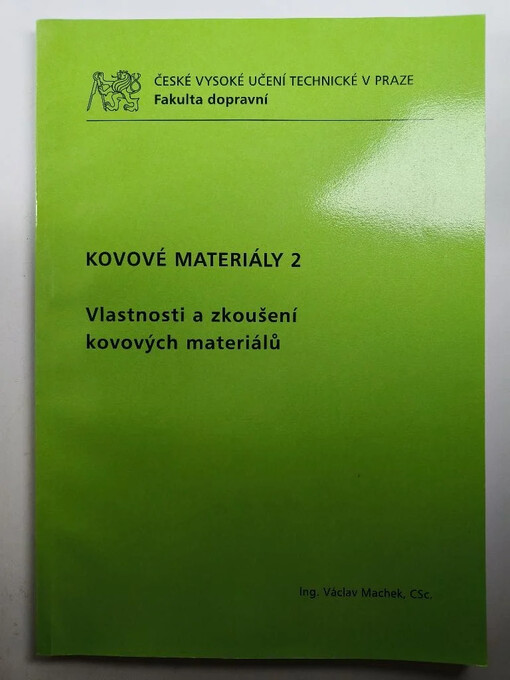 ČESKÉ VYSOKÉ UČENÍ TECHNICKÉ V PRAZE
Fakulta dopravní
KOVOVÉ MATERIÁLY 2
Vlastnosti a zkoušení
kovových materiálů
Ing. Václav Machek, CSc.